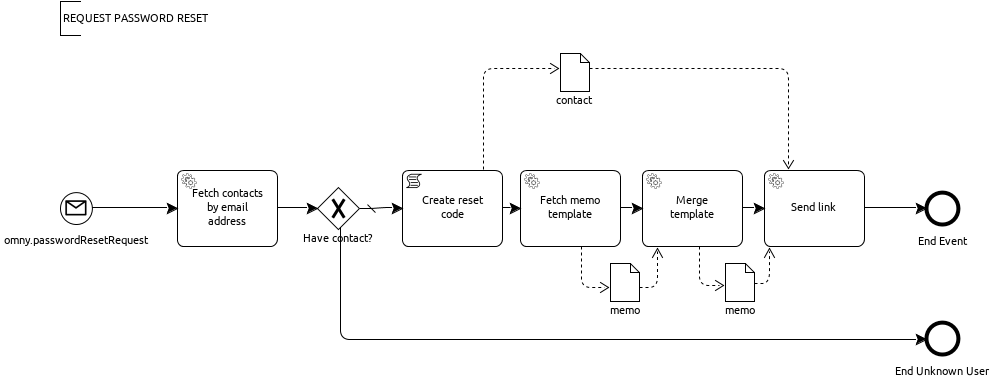 REQUEST PASSWORD RESET
contact
Fetch contacts
by email
address
Create reset
code
Fetch memo
template
Merge
template
Send link
omny.passwordResetRequest
Have contact?
End Event
memo
memo
End Unknown User